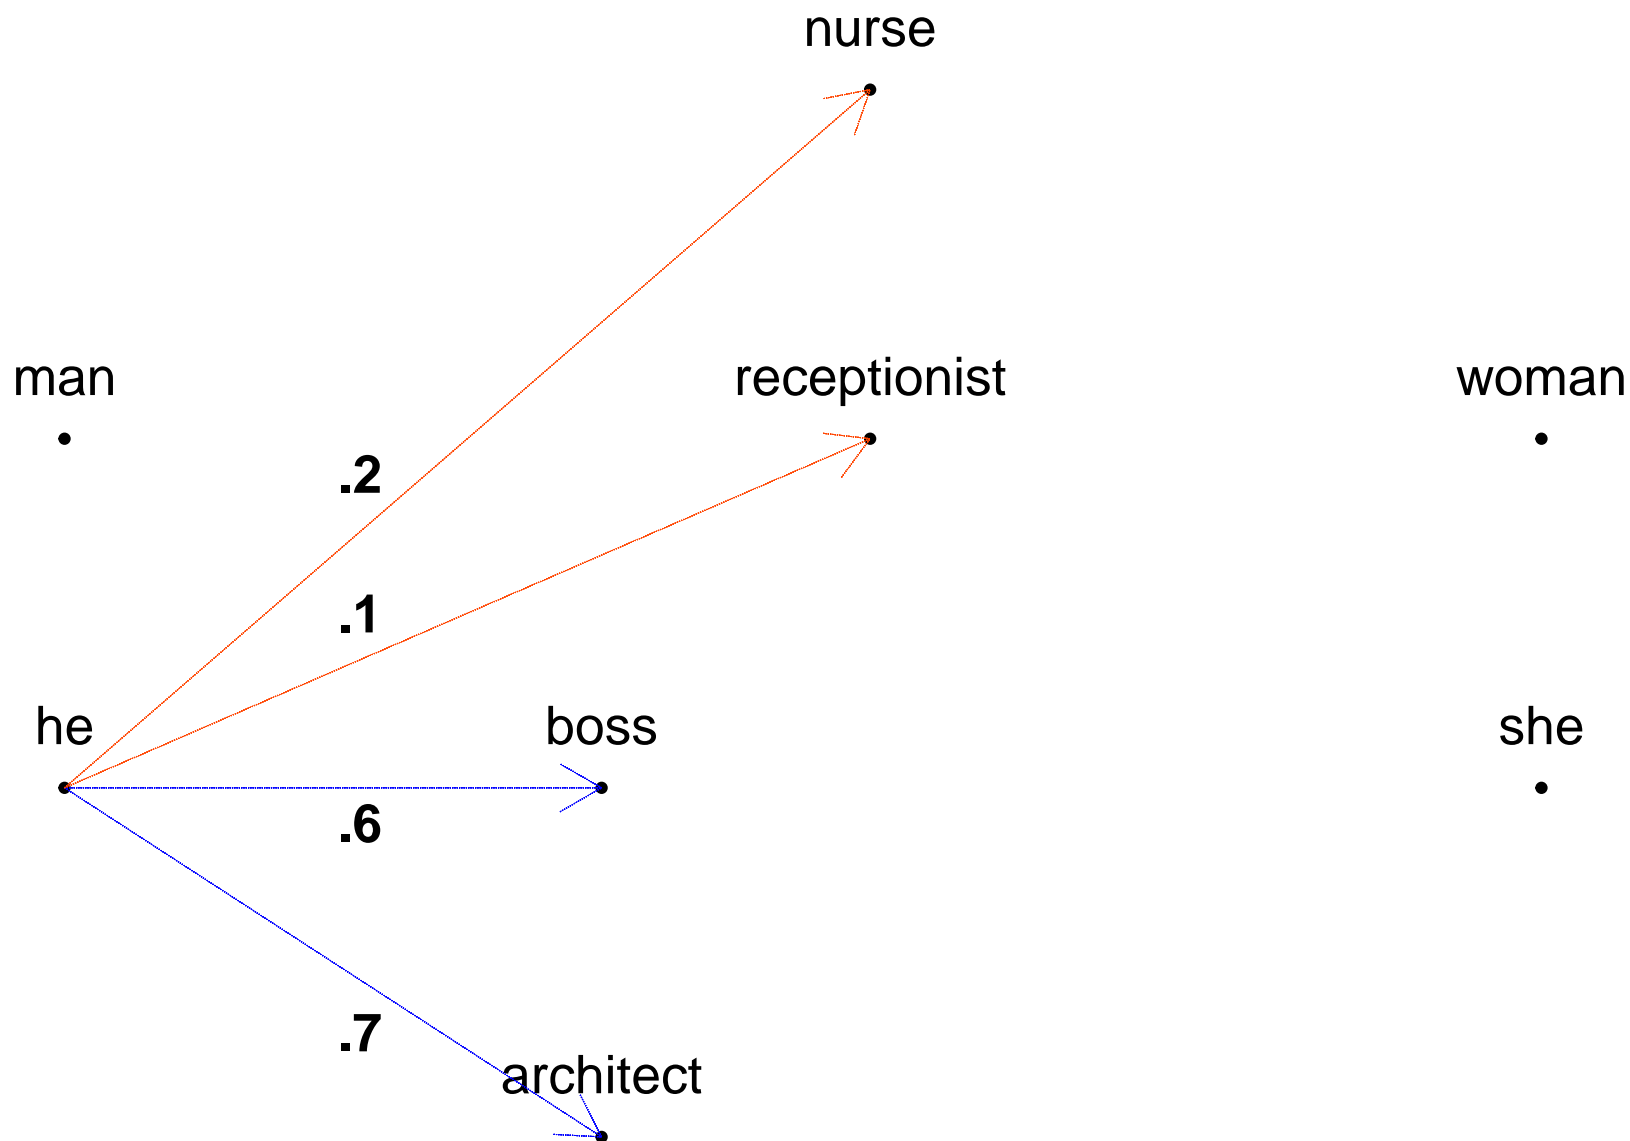 nurse
man
receptionist
woman
.2
.1
he
boss
she
.6
.7
architect